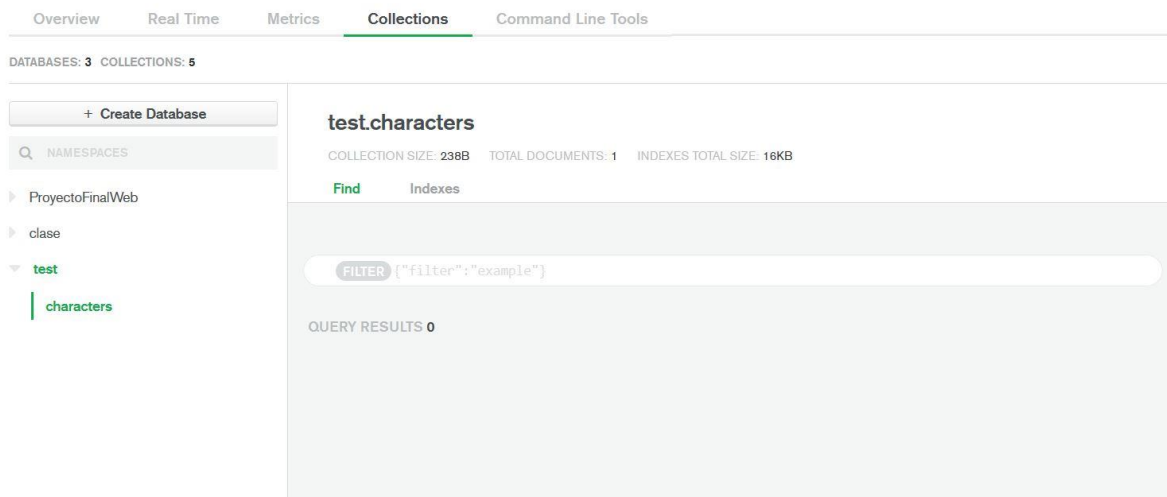 Overview Real Time Metrics Collections Command Line Tools
DATABASES: 3 COLLECTIONS: 5
+ Create Database
NAMESPACES
ProyectoFinalWeb
clase
test
characters
test.characters
COLLECTION SIZE: 238B TOTAL DOCUMENTS: 1 INDEXES TOTAL SIZE: 16KB
Find Indexes
FILTER {"filter":"example"}
QUERY RESULTS 0